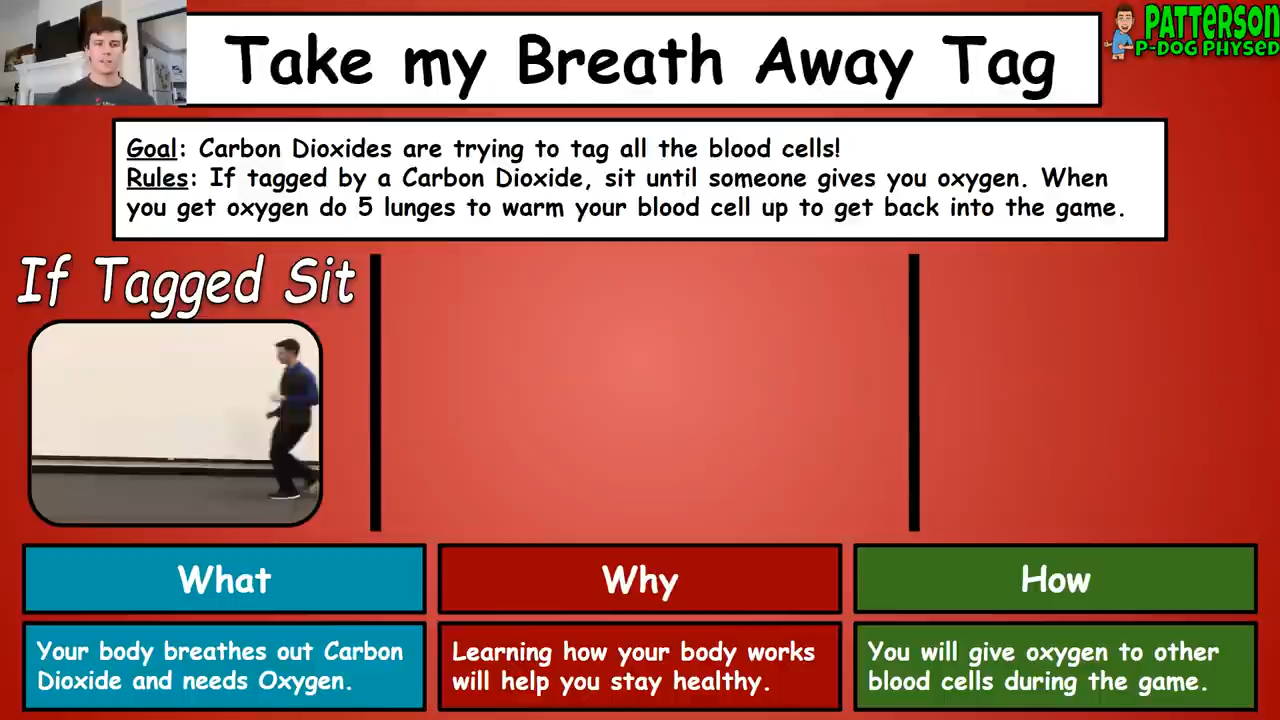 Take my Breath Away Tag
PATTERSON
P-DOG PHYSED
Goal: Carbon Dioxides are trying to tag all the blood cells!
Rules: If tagged by a Carbon Dioxide, sit until someone gives you oxygen. When
you get oxygen do 5 lunges to warm your blood cell up to get back into the game.
If Tagged Sit
What
Your body breathes out Carbon
Dioxide and needs Oxygen.
Why
Learning how your body works
will help you stay healthy.
How
You will give oxygen to other
blood cells during the game.